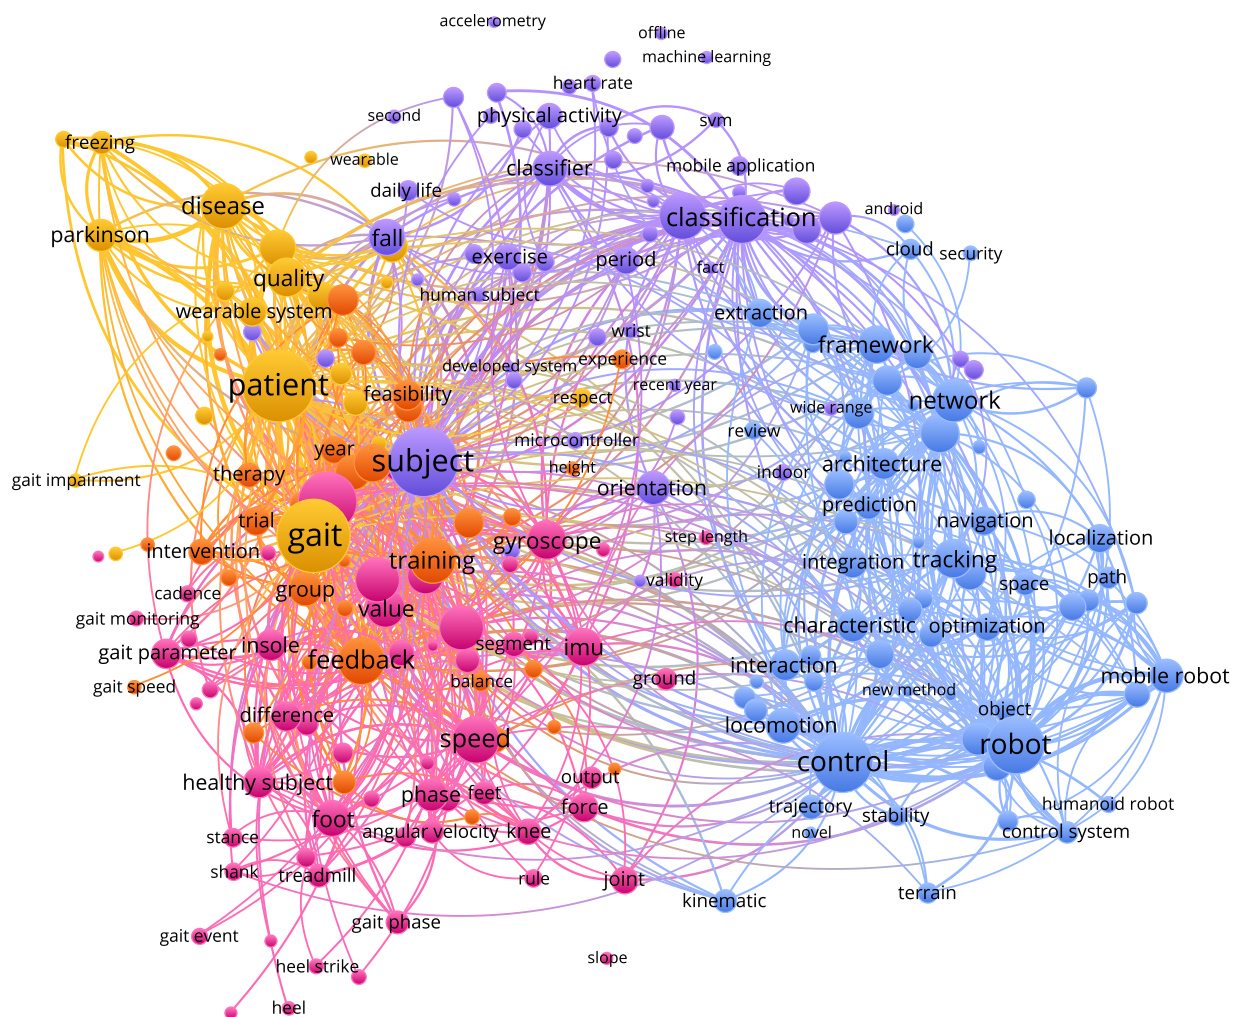 accelerometry
offline
machine learning
heart rate
second
physical activity
svm
freezing
wearable
classifier
mobile application
daily life
disease
classification
android
parkinson
fall
cloud
security
exercise
period
fact
quality
human subject
wearable system
extraction
wrist
framework
developed system
experience
patient
recent year
feasibility
respect
network
wide range
microcontroller
review
year
subject
height
indoor
architecture
gait impairment
therapy
orientation
prediction
trial
navigation
gait
gyroscope
step length
localization
intervention
training
integration
tracking
cadence
group
validity
space
path
value
gait monitoring
characteristic
optimization
gait parameter
insole
segment
imu
feedback
interaction
gait speed
balance
ground
new method
mobile robot
difference
object
locomotion
speed
robot
control
healthy subject
output
phase
feet
force
trajectory
humanoid robot
foot
stability
stance
angular velocity
knee
novel
control system
shank
treadmill
rule
joint
terrain
kinematic
gait phase
gait event
slope
heel strike
heel